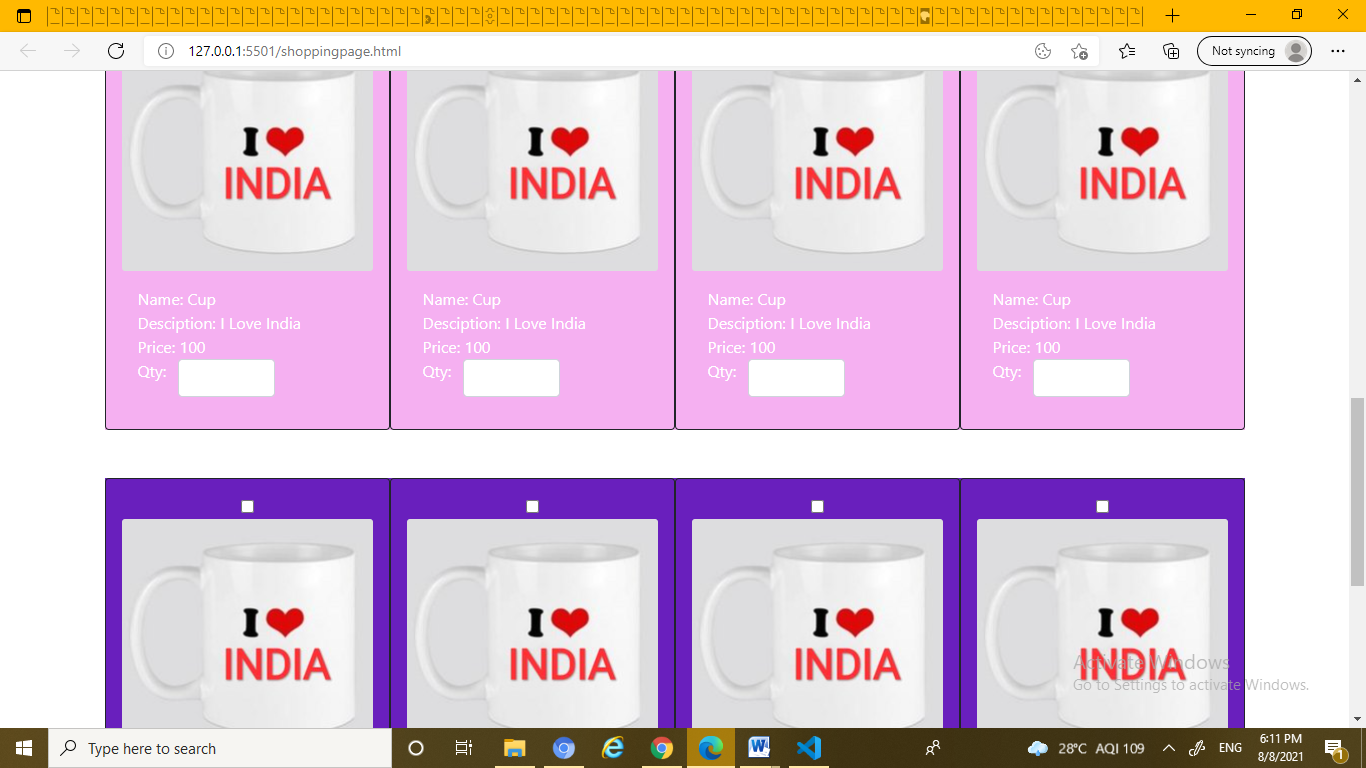 127.0.0.1:5501/shoppingpage.html
Not syncing
I
INDIA
I
INDIA
I
INDIA
I
INDIA
Name: Cup
Desciption: I Love India
Price: 100
Qty:
Name: Cup
Desciption: I Love India
Price: 100
Qty:
Name: Cup
Desciption: I Love India
Price: 100
Qty:
Name: Cup
Desciption: I Love India
Price: 100
Qty:
I
INDIA
I
INDIA
I
INDIA
I
INDIA
Activate Windows
Go to Settings to activate Windows.
Type here to search
28°C AQI 109
ENG
6:11 PM
8/8/2021
1